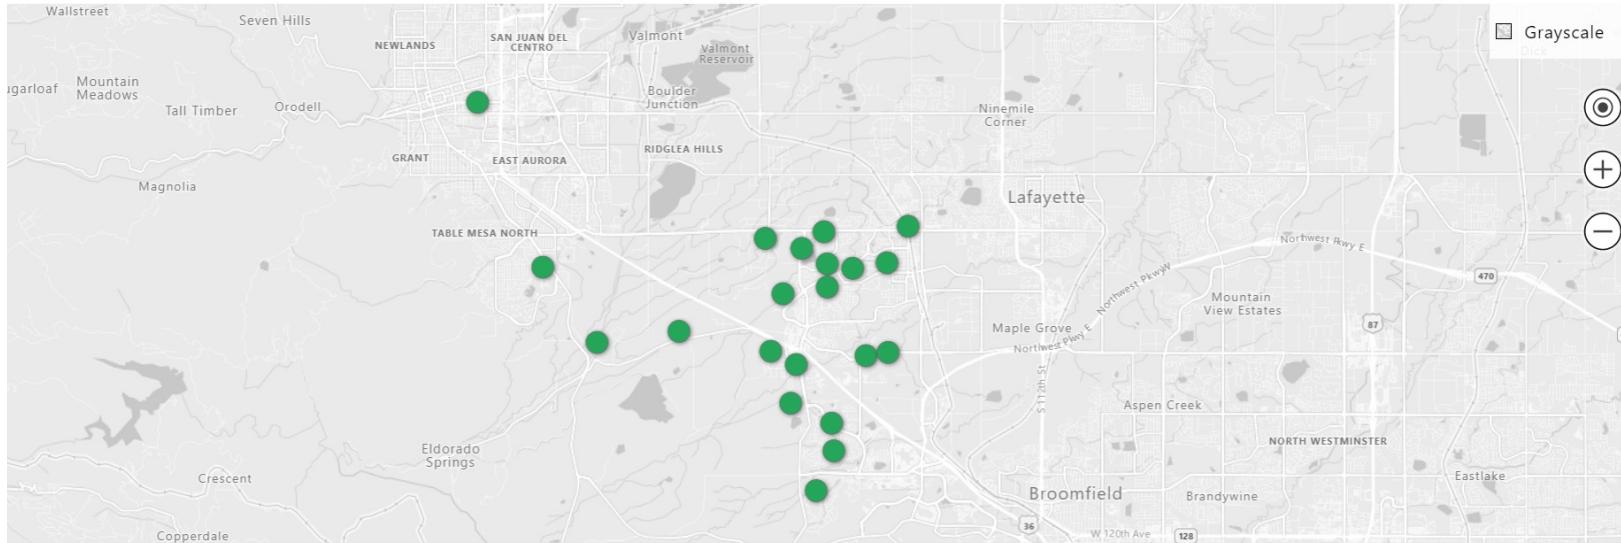 Wallstreet
Seven Hills
NEWLANDS
SAN JUAN DEL
CENTRO
Valmont
Valmont
Reservoir
Grayscale
ugarloaf
Mountain
Meadows
Tall Timber
Orodell
Boulder
Junction
Ninemile
Corner
GRANT
EAST AURORA
RIDGLEA HILLS
Magnolia
Lafayette
TABLE MESA NORTH
Northwest Pkwy E
Northwest Pkwy W
470
Mountain
View Estates
Maple Grove
Northwest Pkwy E
87
S 112th St
Aspen Creek
Eldorado
Springs
NORTH WESTMINSTER
Crescent
Eastlake
Broomfield
Brandywine
Copperdale
36
W 120th Ave
128